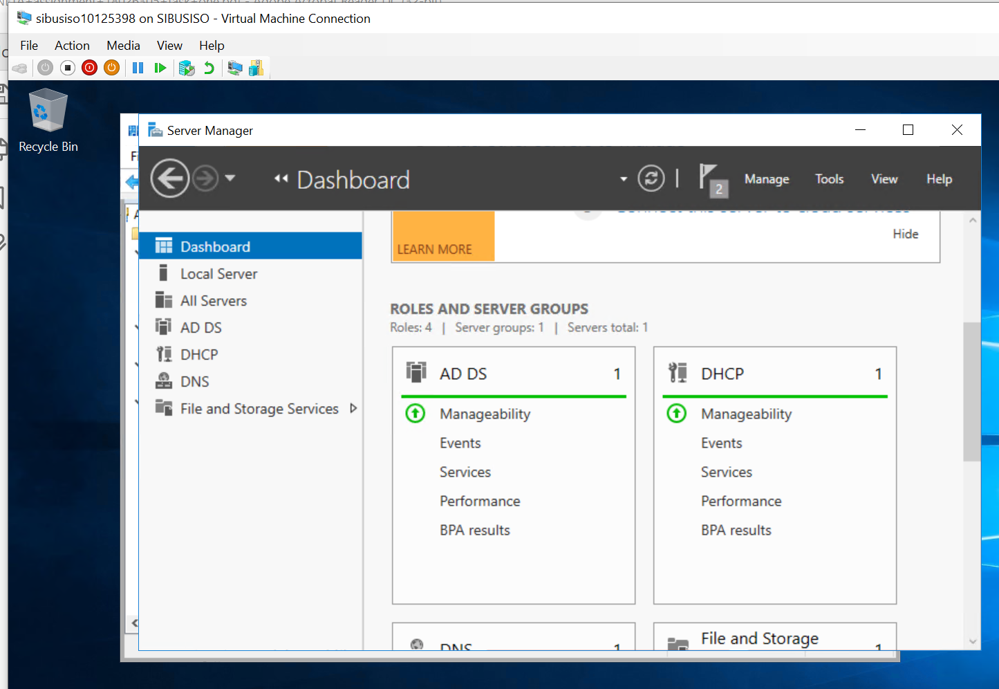 sibusiso10125398 on SIBUSISO - Virtual Machine Connection
File Action Media View Help
Recycle Bin
Server Manager
Dashboard
2
Manage Tools View Help
Hide
LEARN MORE
Dashboard
Local Server
All Servers
AD DS
DHCP
DNS
File and Storage Services
ROLES AND SERVER GROUPS
Roles: 4 | Server groups: 1 | Servers total: 1
AD DS 1
Manageability
Events
Services
Performance
BPA results
DHCP 1
Manageability
Events
Services
Performance
BPA results
DNS 1
File and Storage 1